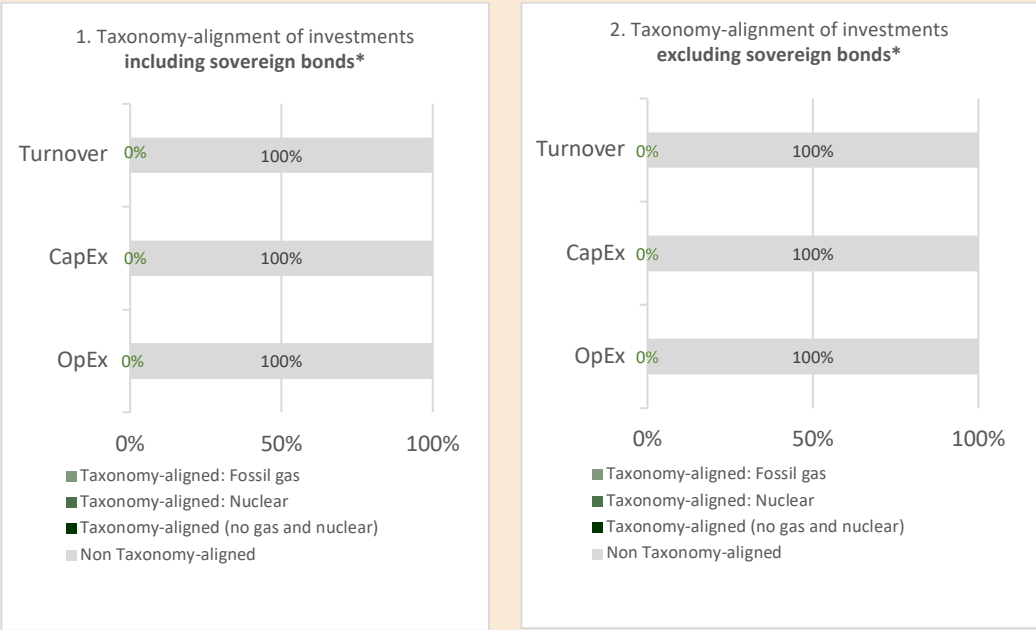 1. Taxonomy-alignment of investments
including sovereign bonds*
Turnover 0% 100%
CapEx 0% 100%
OpEx 0% 100%
0% 50% 100%
Taxonomy-aligned: Fossil gas
Taxonomy-aligned: Nuclear
Taxonomy-aligned (no gas and nuclear)
Non Taxonomy-aligned
2. Taxonomy-alignment of investments
excluding sovereign bonds*
Turnover 0% 100%
CapEx 0% 100%
OpEx 0% 100%
0% 50% 100%
Taxonomy-aligned: Fossil gas
Taxonomy-aligned: Nuclear
Taxonomy-aligned (no gas and nuclear)
Non Taxonomy-aligned